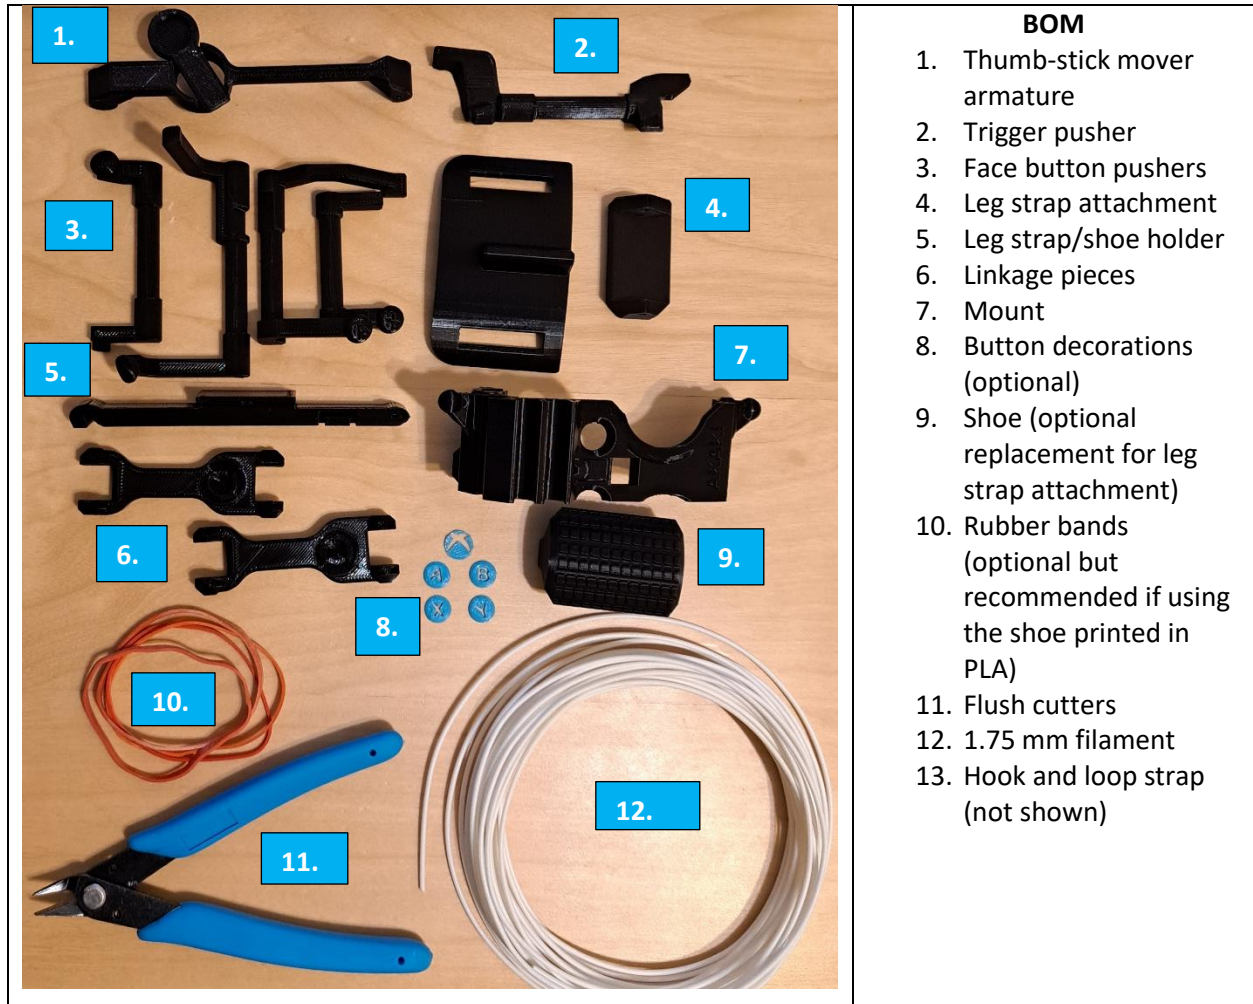 1.
2.
3.
4.
5.
6.
7.
8.
9.
10.
11.
12.
A
B
X
Y
BOM
1. Thumb-stick mover
armature
2. Trigger pusher
3. Face button pushers
4. Leg strap attachment
5. Leg strap/shoe holder
6. Linkage pieces
7. Mount
8. Button decorations
(optional)
9. Shoe (optional
replacement for leg
strap attachment)
10. Rubber bands
(optional but
recommended if using
the shoe printed in
PLA)
11. Flush cutters
12. 1.75 mm filament
13. Hook and loop strap
(not shown)